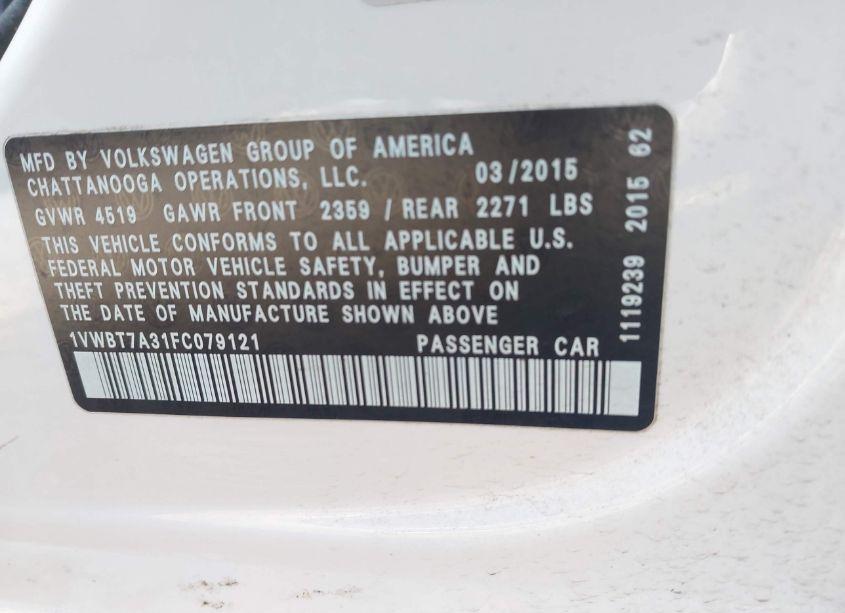 MFD BY VOLKSWAGEN GROUP OF AMERICA
CHATTANOOGA OPERATIONS, LLC. 03/2015
GVWR 4519 GAWR FRONT 2359 / REAR 2271 LBS
THIS VEHICLE CONFORMS TO ALL APPLICABLE U.S.
FEDERAL MOTOR VEHICLE SAFETY, BUMPER AND
THEFT PREVENTION STANDARDS IN EFFECT ON
THE DATE OF MANUFACTURE SHOWN ABOVE
1VWBT7A31FC079121 PASSENGER CAR
1119239 2015 62